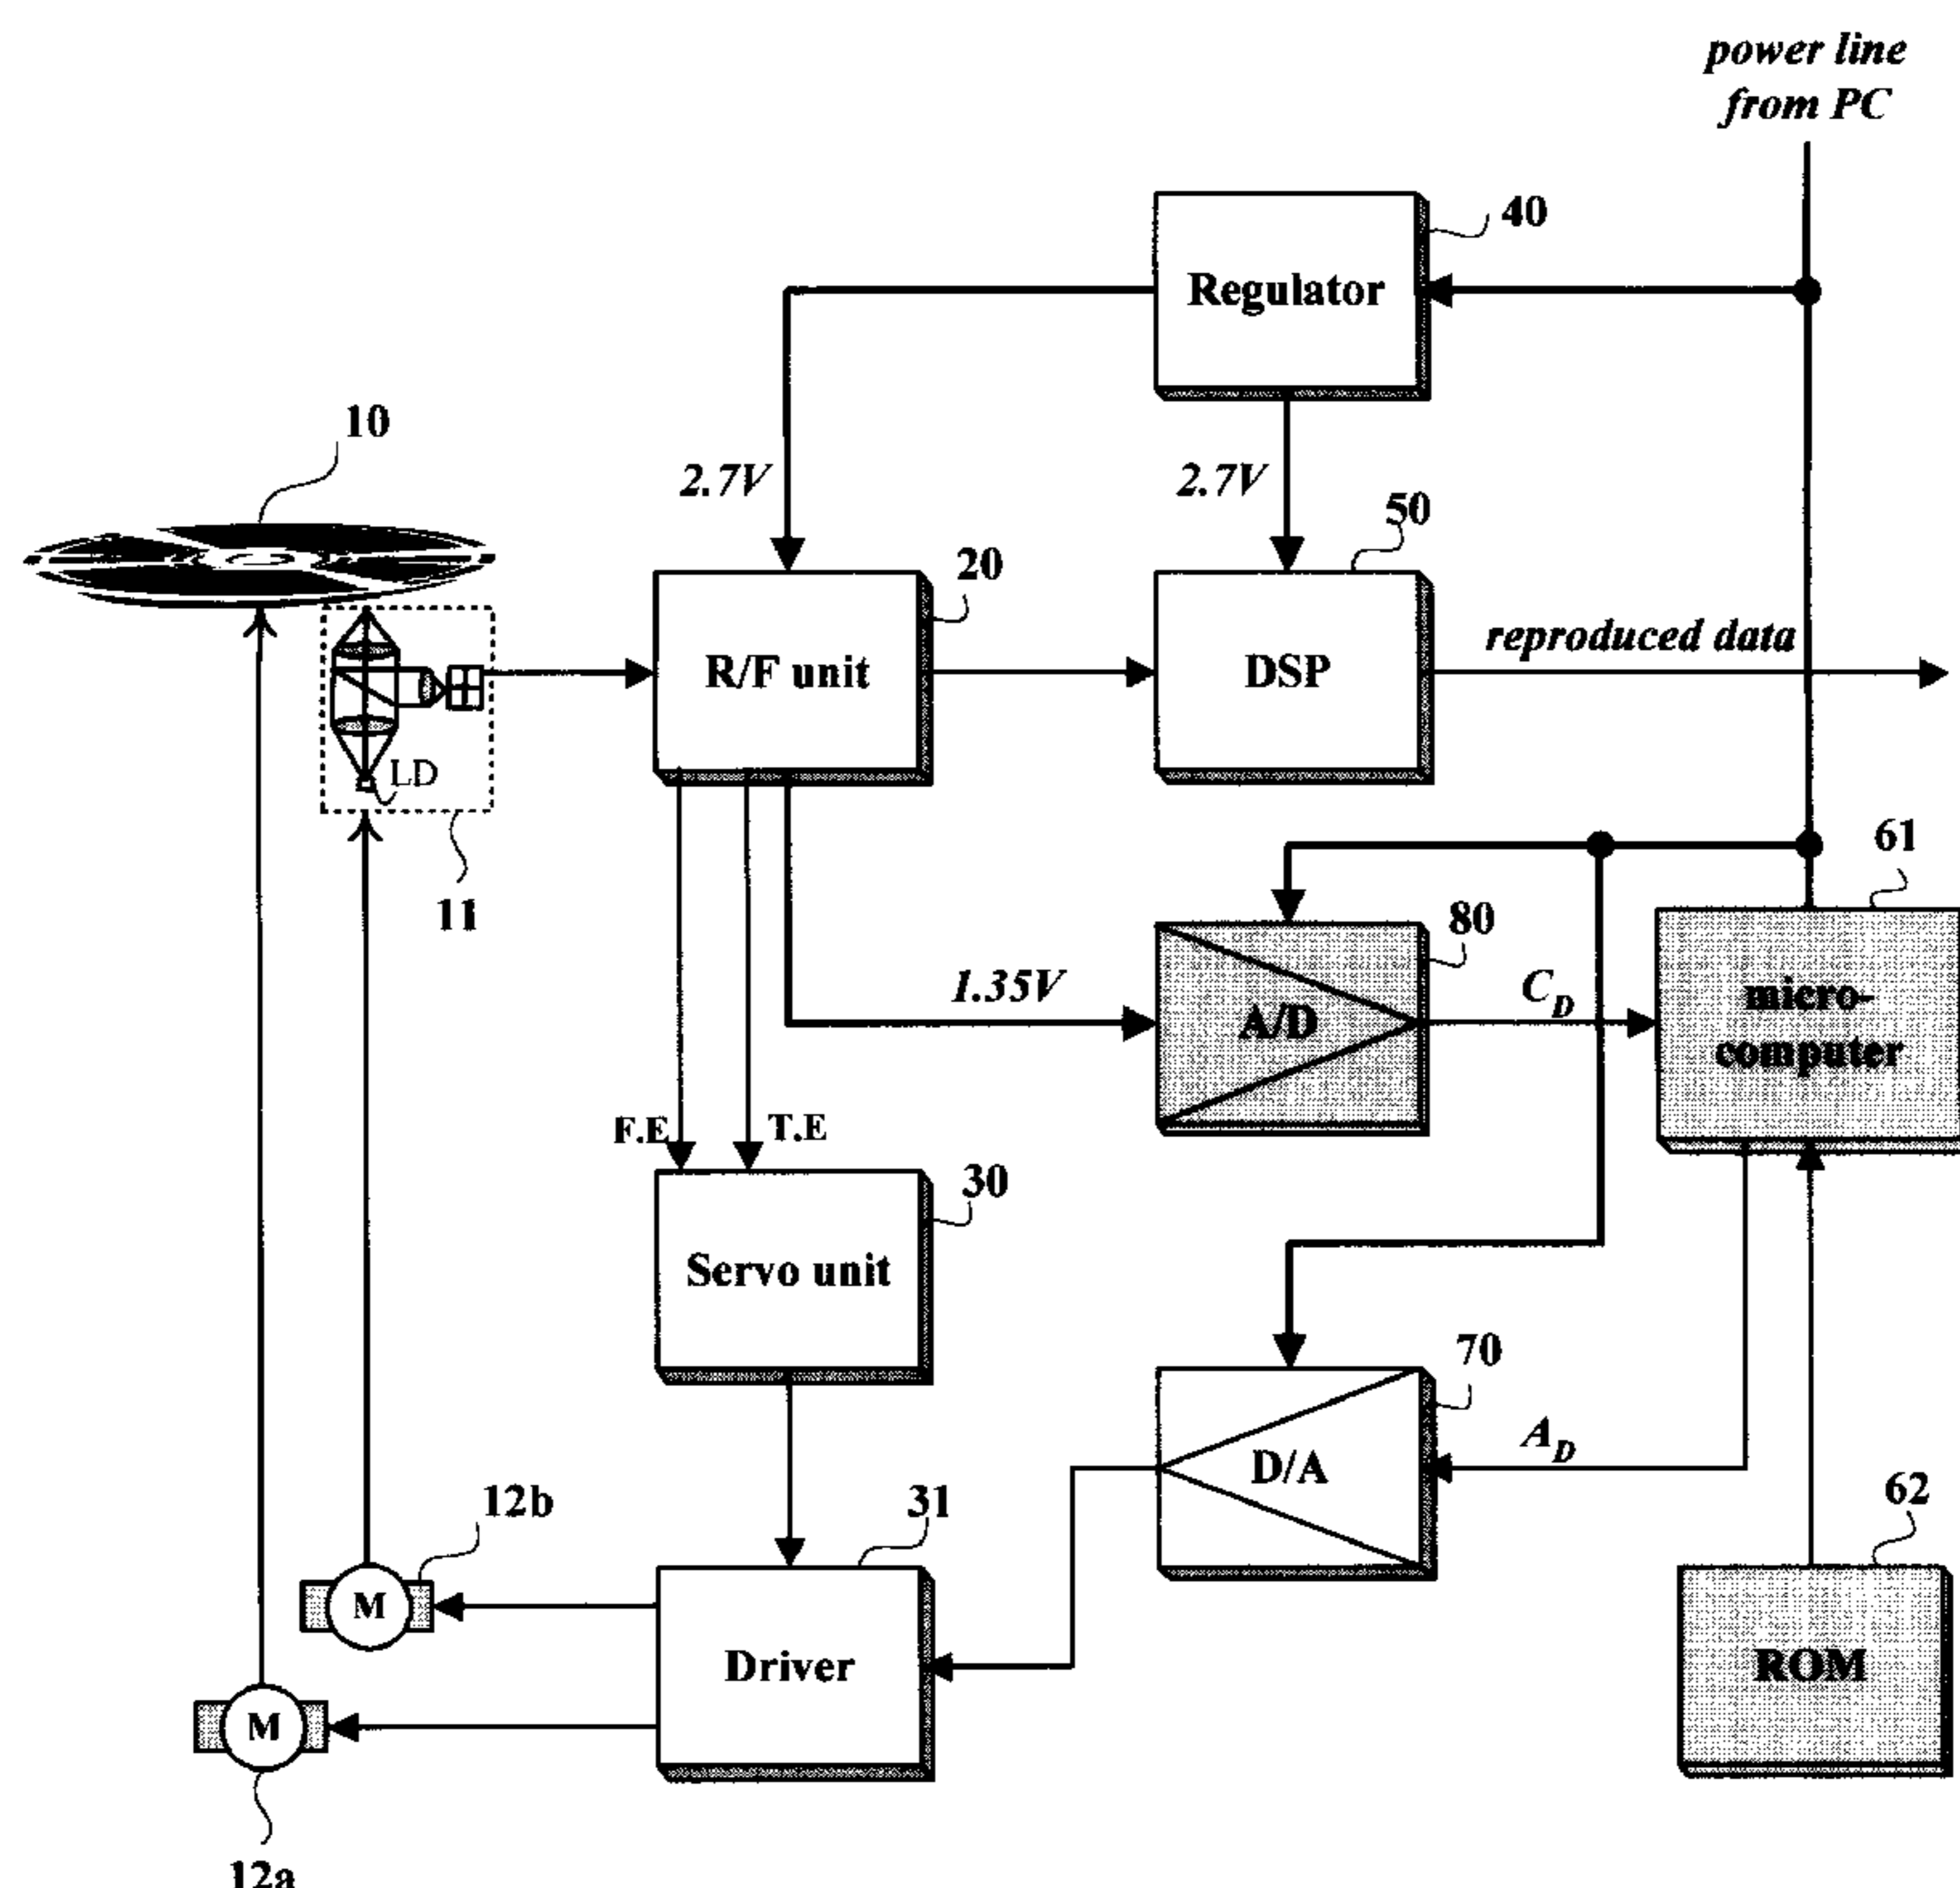 power line
from PC
40
Regulator
10
2.7V
2.7V
50
20
R/F unit
DSP
reproduced data
LD
11
61
80
1.35V
A/D
C_D
micro-
computer
F.E
T.E
30
Servo unit
70
D/A
A_D
12b
31
62
M
Driver
ROM
M
12a